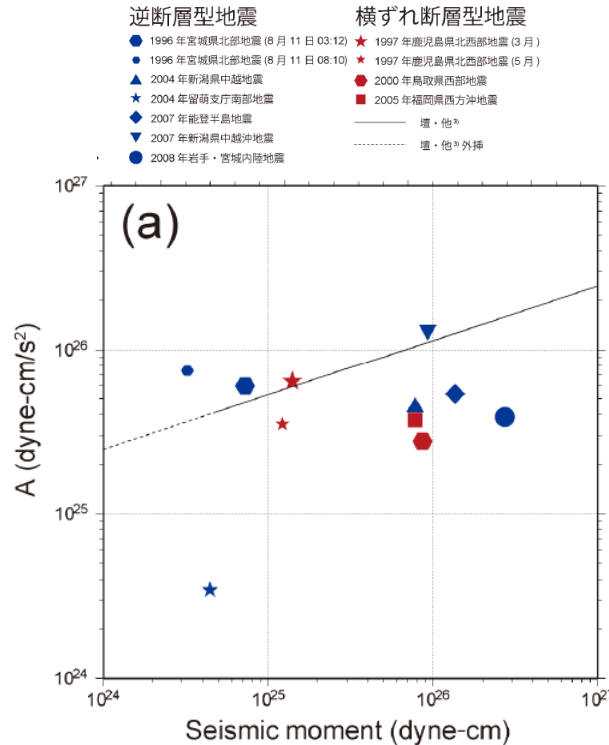 逆断層型地震
1996 年宮城県北部地震 (8 月 11 日 03:12)
1996 年宮城県北部地震 (8 月 11 日 08:10)
2004 年新潟県中越地震
2004 年留萌支庁南部地震
2007 年能登半島地震
2007 年新潟県中越沖地震
2008 年岩手・宮城内陸地震
横ずれ断層型地震
1997 年鹿児島県北西部地震 (3 月)
1997 年鹿児島県北西部地震 (5 月)
2000 年鳥取県西部地震
2005 年福岡県西方沖地震
壇・他³⁾
壇・他³⁾ 外挿
(a)
A (dyne-cm/s²)
10²⁷
10²⁶
10²⁵
10²⁴
10²⁴ 10²⁵ 10²⁶ 10²⁷
Seismic moment (dyne-cm)